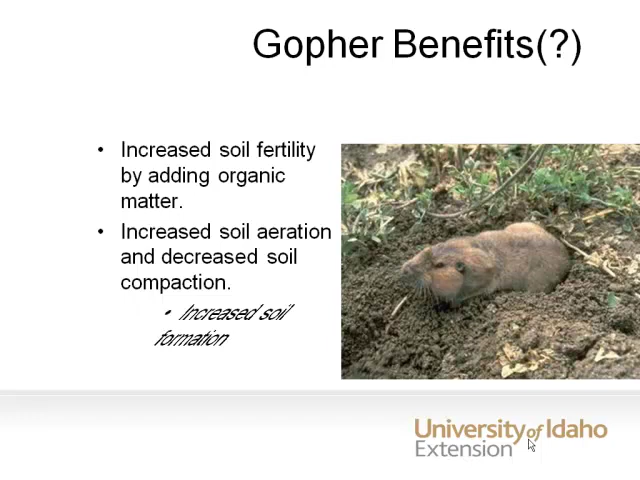 Gopher Benefits(?)
• Increased soil fertility
by adding organic
matter.
• Increased soil aeration
and decreased soil
compaction.
• Increased soil
formation
University of Idaho
Extension